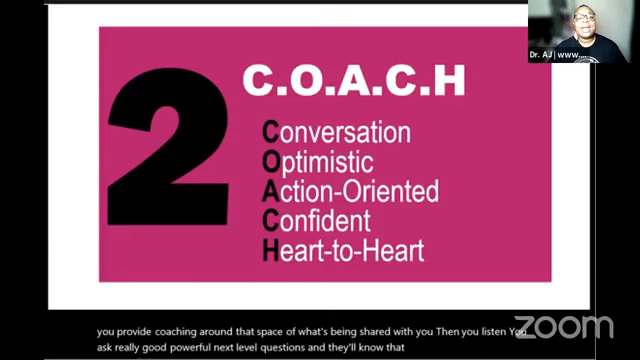 Dr. AJ | www....
2
C.O.A.C.H
Conversation
Optimistic
Action-Oriented
Confident
Heart-to-Heart
you provide coaching around that space of what's being shared with you Then you listen You
ask really good powerful next level questions and they'll know that
zoom